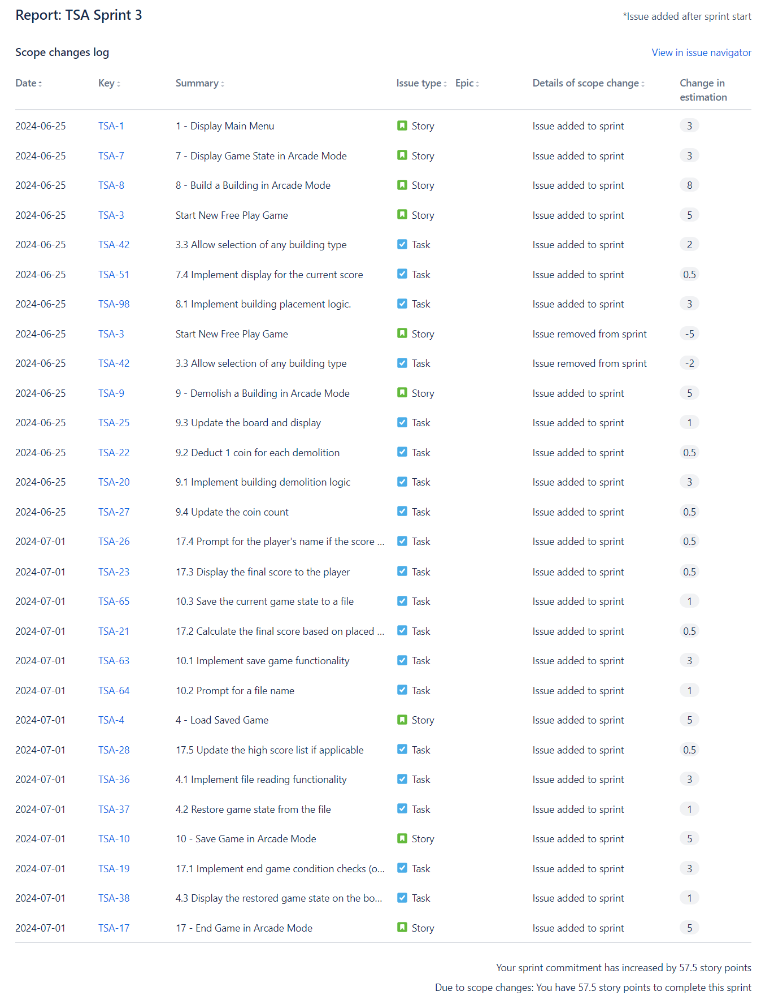 Report: TSA Sprint 3
*Issue added after sprint start
Scope changes log
View in issue navigator
Date Key Summary Issue type Epic Details of scope change Change in estimation
2024-06-25 TSA-1 1 - Display Main Menu Story Issue added to sprint 3
2024-06-25 TSA-7 7 - Display Game State in Arcade Mode Story Issue added to sprint 3
2024-06-25 TSA-8 8 - Build a Building in Arcade Mode Story Issue added to sprint 8
2024-06-25 TSA-3 Start New Free Play Game Story Issue added to sprint 5
2024-06-25 TSA-42 3.3 Allow selection of any building type Task Issue added to sprint 2
2024-06-25 TSA-51 7.4 Implement display for the current score Task Issue added to sprint 0.5
2024-06-25 TSA-98 8.1 Implement building placement logic. Task Issue added to sprint 3
2024-06-25 TSA-3 Start New Free Play Game Story Issue removed from sprint -5
2024-06-25 TSA-42 3.3 Allow selection of any building type Task Issue removed from sprint -2
2024-06-25 TSA-9 9 - Demolish a Building in Arcade Mode Story Issue added to sprint 5
2024-06-25 TSA-25 9.3 Update the board and display Task Issue added to sprint 1
2024-06-25 TSA-22 9.2 Deduct 1 coin for each demolition Task Issue added to sprint 0.5
2024-06-25 TSA-20 9.1 Implement building demolition logic Task Issue added to sprint 3
2024-06-25 TSA-27 9.4 Update the coin count Task Issue added to sprint 0.5
2024-07-01 TSA-26 17.4 Prompt for the player's name if the score ... Task Issue added to sprint 0.5
2024-07-01 TSA-23 17.3 Display the final score to the player Task Issue added to sprint 0.5
2024-07-01 TSA-65 10.3 Save the current game state to a file Task Issue added to sprint 1
2024-07-01 TSA-21 17.2 Calculate the final score based on placed ... Task Issue added to sprint 0.5
2024-07-01 TSA-63 10.1 Implement save game functionality Task Issue added to sprint 3
2024-07-01 TSA-64 10.2 Prompt for a file name Task Issue added to sprint 1
2024-07-01 TSA-4 4 - Load Saved Game Story Issue added to sprint 5
2024-07-01 TSA-28 17.5 Update the high score list if applicable Task Issue added to sprint 0.5
2024-07-01 TSA-36 4.1 Implement file reading functionality Task Issue added to sprint 3
2024-07-01 TSA-37 4.2 Restore game state from the file Task Issue added to sprint 1
2024-07-01 TSA-10 10 - Save Game in Arcade Mode Story Issue added to sprint 5
2024-07-01 TSA-19 17.1 Implement end game condition checks (o... Task Issue added to sprint 3
2024-07-01 TSA-38 4.3 Display the restored game state on the bo... Task Issue added to sprint 1
2024-07-01 TSA-17 17 - End Game in Arcade Mode Story Issue added to sprint 5
Your sprint commitment has increased by 57.5 story points
Due to scope changes: You have 57.5 story points to complete this sprint